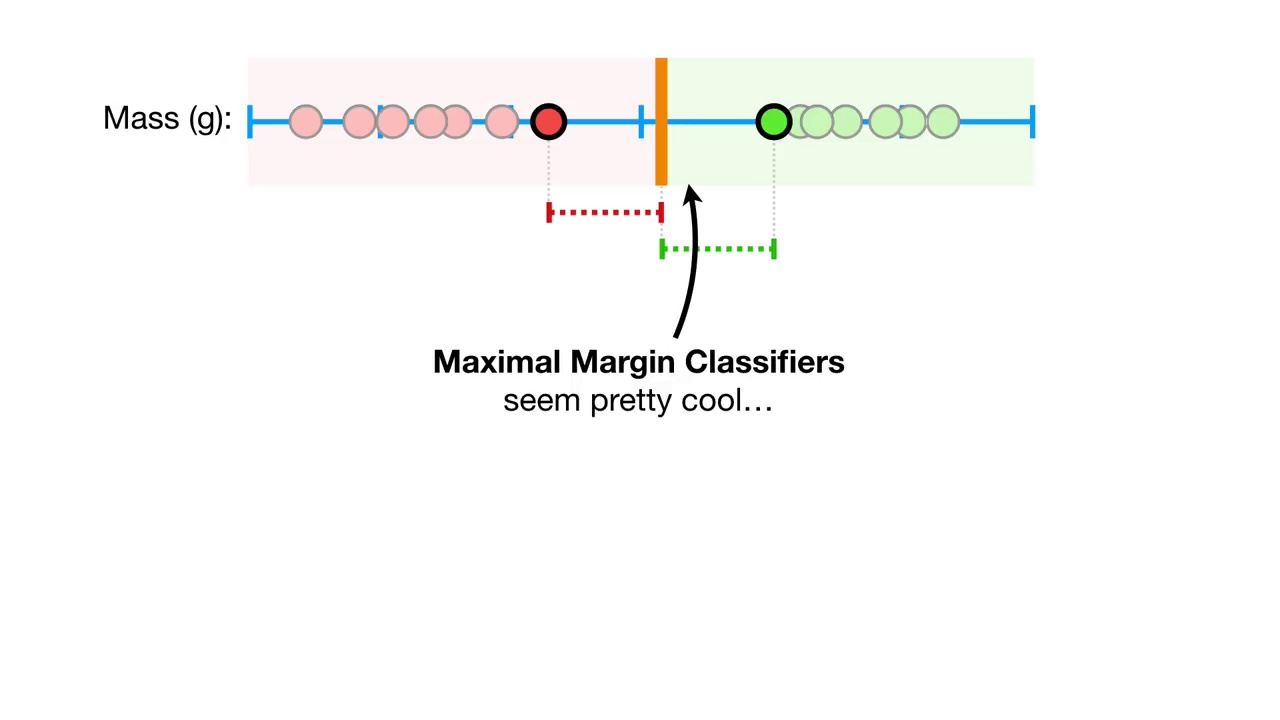 Mass (g):
Maximal Margin Classifiers
seem pretty cool…